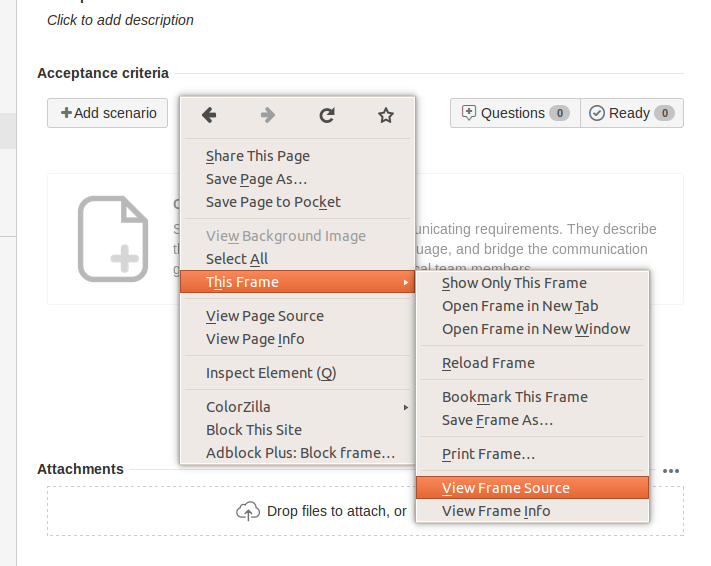 Click to add description
Acceptance criteria
Add scenario
Questions 0
Ready 0
Share This Page
Save Page As…
Save Page to Pocket
View Background Image
Select All
This Frame
View Page Source
View Page Info
Inspect Element (Q)
ColorZilla
Block This Site
Adblock Plus: Block frame…
unicating requirements. They describe
uage, and bridge the communication
al team members.
Show Only This Frame
Open Frame in New Tab
Open Frame in New Window
Reload Frame
Bookmark This Frame
Save Frame As…
Print Frame…
View Frame Source
View Frame Info
Attachments
Drop files to attach, or